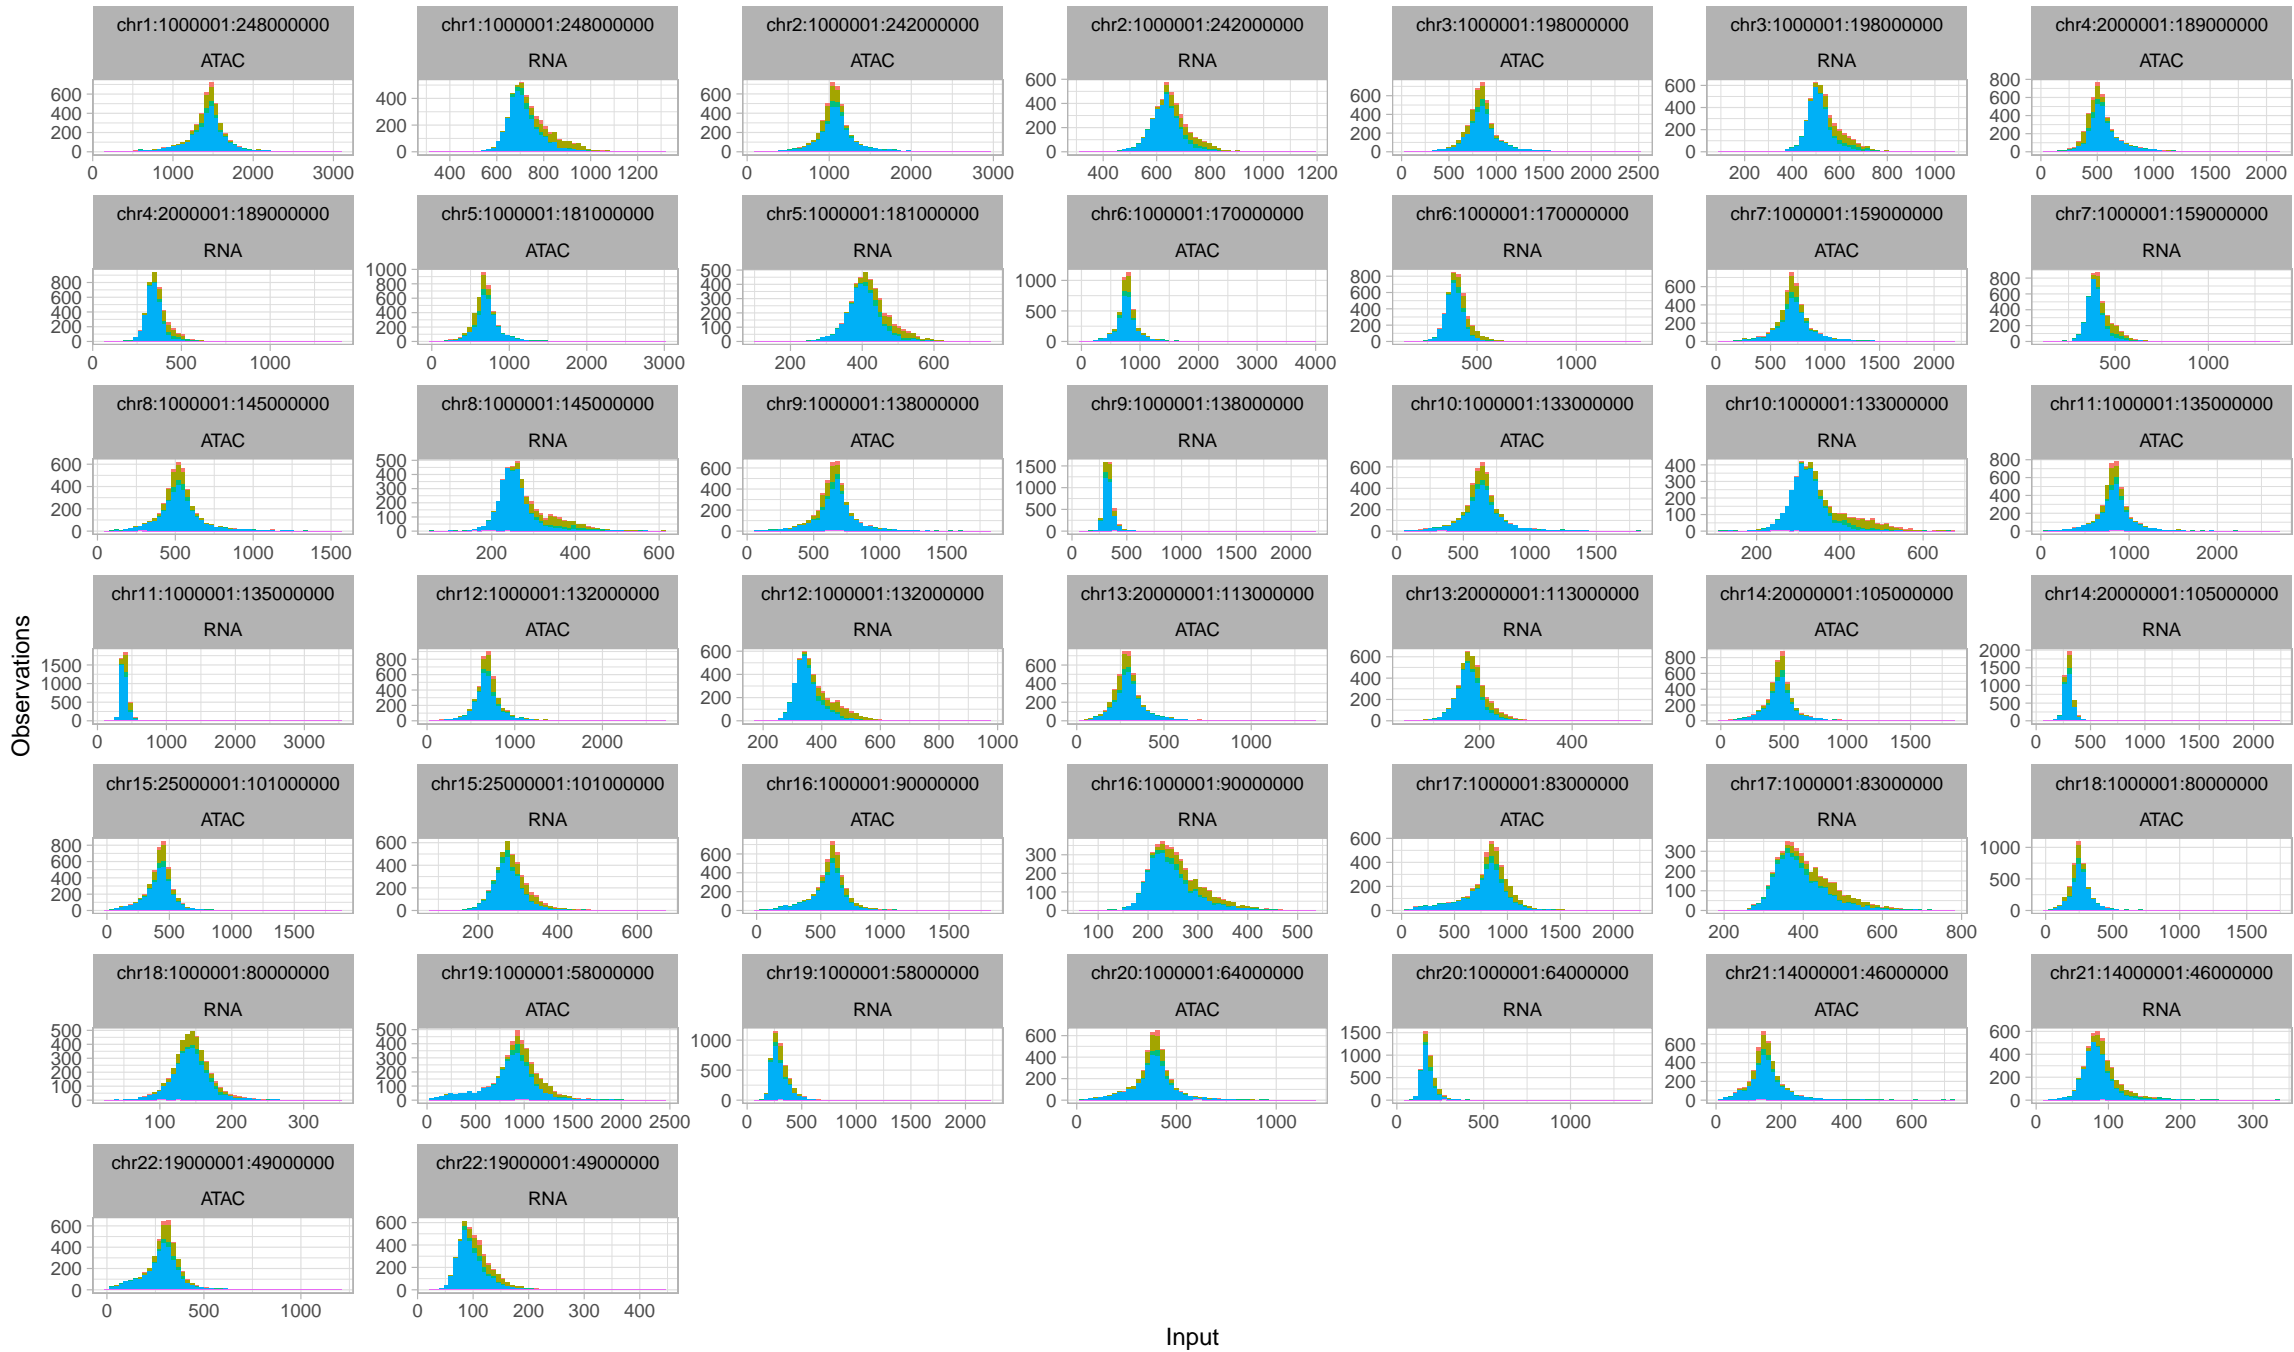 chr1:1000001:248000000 chr1:1000001:248000000 chr2:1000001:242000000 chr2:1000001:242000000 chr3:1000001:198000000 chr3:1000001:198000000 chr4:2000001:189000000
ATAC RNA ATAC RNA ATAC RNA ATAC
600 400 200 0 400 200 0 600 400 200 0 600 400 200 0 600 400 200 0 600 400 200 0 800 600 400 200 0
0 1000 2000 3000 400 600 800 1000 1200 0 1000 2000 3000 400 600 800 1000 1200 0 500 1000 1500 2000 2500 200 400 600 800 1000 0 500 1000 1500 2000
chr4:2000001:189000000 chr5:1000001:181000000 chr5:1000001:181000000 chr6:1000001:170000000 chr6:1000001:170000000 chr7:1000001:159000000 chr7:1000001:159000000
RNA ATAC RNA ATAC RNA ATAC RNA
800 600 400 200 0 1000 800 600 400 200 0 500 400 300 200 100 0 1000 500 0 800 600 400 200 0 600 400 200 0 800 600 400 200 0
0 500 1000 0 1000 2000 3000 200 400 600 0 1000 2000 3000 4000 500 1000 0 500 1000 1500 2000 500 1000
chr8:1000001:145000000 chr8:1000001:145000000 chr9:1000001:138000000 chr9:1000001:138000000 chr10:1000001:133000000 chr10:1000001:133000000 chr11:1000001:135000000
ATAC RNA ATAC RNA ATAC RNA ATAC
600 400 200 0 500 400 300 200 100 0 600 400 200 0 1500 1000 500 0 600 400 200 0 400 300 200 100 0 800 600 400 200 0
0 500 1000 1500 200 400 600 0 500 1000 1500 0 500 1000 1500 2000 0 500 1000 1500 200 400 600 0 1000 2000
chr11:1000001:135000000 chr12:1000001:132000000 chr12:1000001:132000000 chr13:20000001:113000000 chr13:20000001:113000000 chr14:20000001:105000000 chr14:20000001:105000000
RNA ATAC RNA ATAC RNA ATAC RNA
1500 1000 500 0 800 600 400 200 0 600 400 200 0 600 400 200 0 600 400 200 0 800 600 400 200 0 2000 1500 1000 500 0
0 1000 2000 3000 0 1000 2000 200 400 600 800 1000 0 500 1000 200 400 0 500 1000 1500 0 500 1000 1500 2000
Observations
chr15:25000001:101000000 chr15:25000001:101000000 chr16:1000001:90000000 chr16:1000001:90000000 chr17:1000001:83000000 chr17:1000001:83000000 chr18:1000001:80000000
ATAC RNA ATAC RNA ATAC RNA ATAC
800 600 400 200 0 600 400 200 0 600 400 200 0 300 200 100 0 600 400 200 0 300 200 100 0 1000 500 0
0 500 1000 1500 200 400 600 0 500 1000 1500 100 200 300 400 500 0 500 1000 1500 2000 200 400 600 800 0 500 1000 1500
chr18:1000001:80000000 chr19:1000001:58000000 chr19:1000001:58000000 chr20:1000001:64000000 chr20:1000001:64000000 chr21:14000001:46000000 chr21:14000001:46000000
RNA ATAC RNA ATAC RNA ATAC RNA
500 400 300 200 100 0 500 400 300 200 100 0 1000 500 0 600 400 200 0 1500 1000 500 0 600 400 200 0 600 400 200 0
100 200 300 0 500 1000 1500 2000 2500 0 500 1000 1500 2000 0 500 1000 0 500 1000 0 200 400 600 0 100 200 300
chr22:19000001:49000000 chr22:19000001:49000000
ATAC RNA
600 400 200 0 600 400 200 0
0 500 1000 0 100 200 300 400
Input